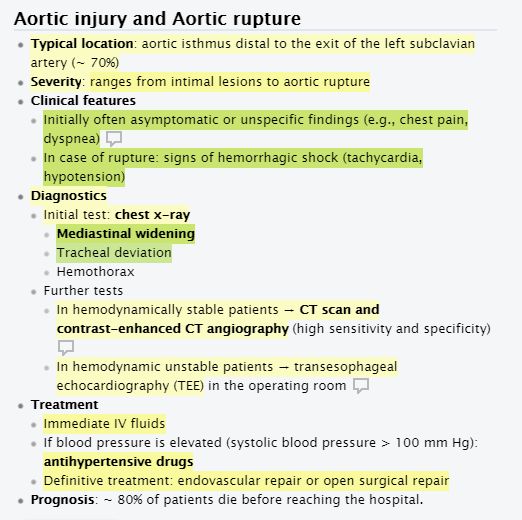 Aortic injury and Aortic rupture
Typical location: aortic isthmus distal to the exit of the left subclavian
artery (~ 70%)
Severity: ranges from intimal lesions to aortic rupture
Clinical features
Initially often asymptomatic or unspecific findings (e.g., chest pain,
dyspnea)
In case of rupture: signs of hemorrhagic shock (tachycardia,
hypotension)
Diagnostics
Initial test: chest x-ray
Mediastinal widening
Tracheal deviation
Hemothorax
Further tests
In hemodynamically stable patients → CT scan and
contrast-enhanced CT angiography (high sensitivity and specificity)
In hemodynamic unstable patients → transesophageal
echocardiography (TEE) in the operating room
Treatment
Immediate IV fluids
If blood pressure is elevated (systolic blood pressure > 100 mm Hg):
antihypertensive drugs
Definitive treatment: endovascular repair or open surgical repair
Prognosis: ~ 80% of patients die before reaching the hospital.